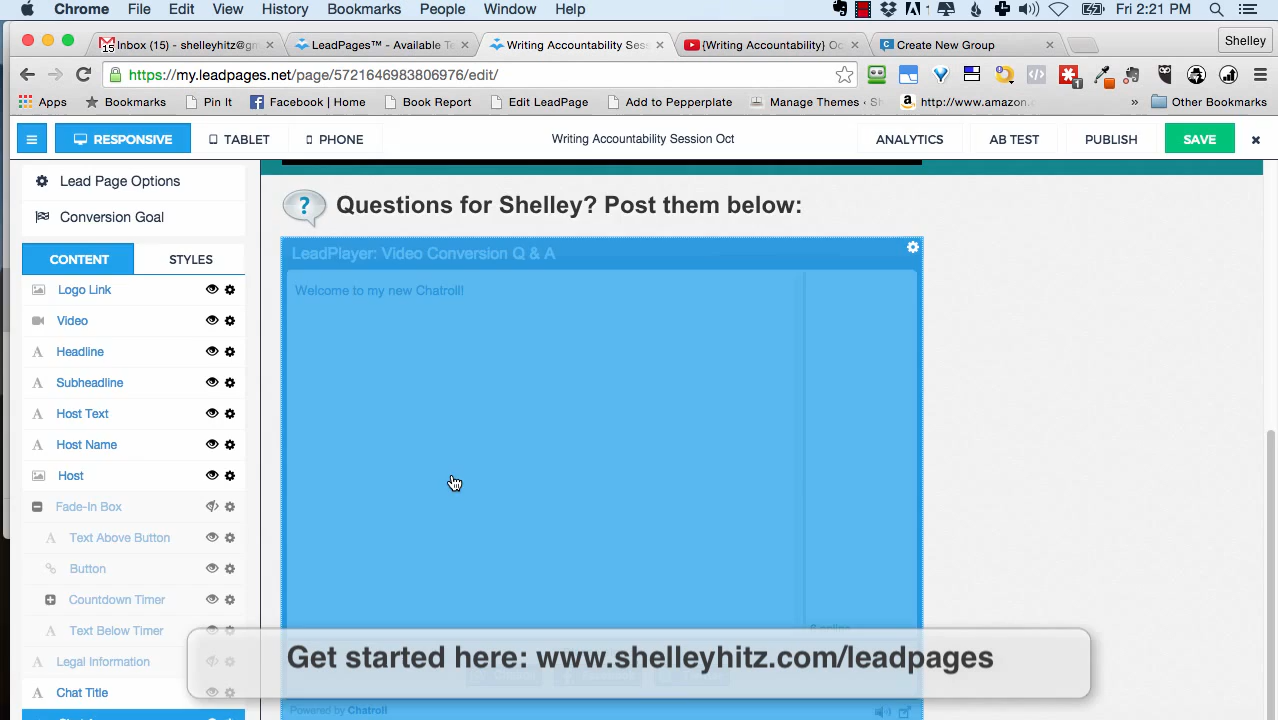 Chrome File Edit View History Bookmarks People Window Help 1 Fri 2:21 PM
15 Inbox (15) - shelleyhitz@gm LeadPages™ - Available Te Writing Accountability Sess {Writing Accountability} Oc Create New Group Shelley
https://my.leadpages.net/page/5721646983806976/edit/
Apps Bookmarks Pin It Facebook | Home Book Report Edit LeadPage Add to Pepperplate Manage Themes http://www.amazon. » Other Bookmarks
RESPONSIVE TABLET PHONE Writing Accountability Session Oct ANALYTICS AB TEST PUBLISH SAVE
Lead Page Options
Conversion Goal
CONTENT STYLES
Logo Link
Video
Headline
Subheadline
Host Text
Host Name
Host
Fade-In Box
Text Above Button
Button
Countdown Timer
Text Below Timer
Legal Information
Chat Title
Questions for Shelley? Post them below:
LeadPlayer: Video Conversion Q & A
Welcome to my new Chatroll!
Get started here: www.shelleyhitz.com/leadpages
Powered by Chatroll